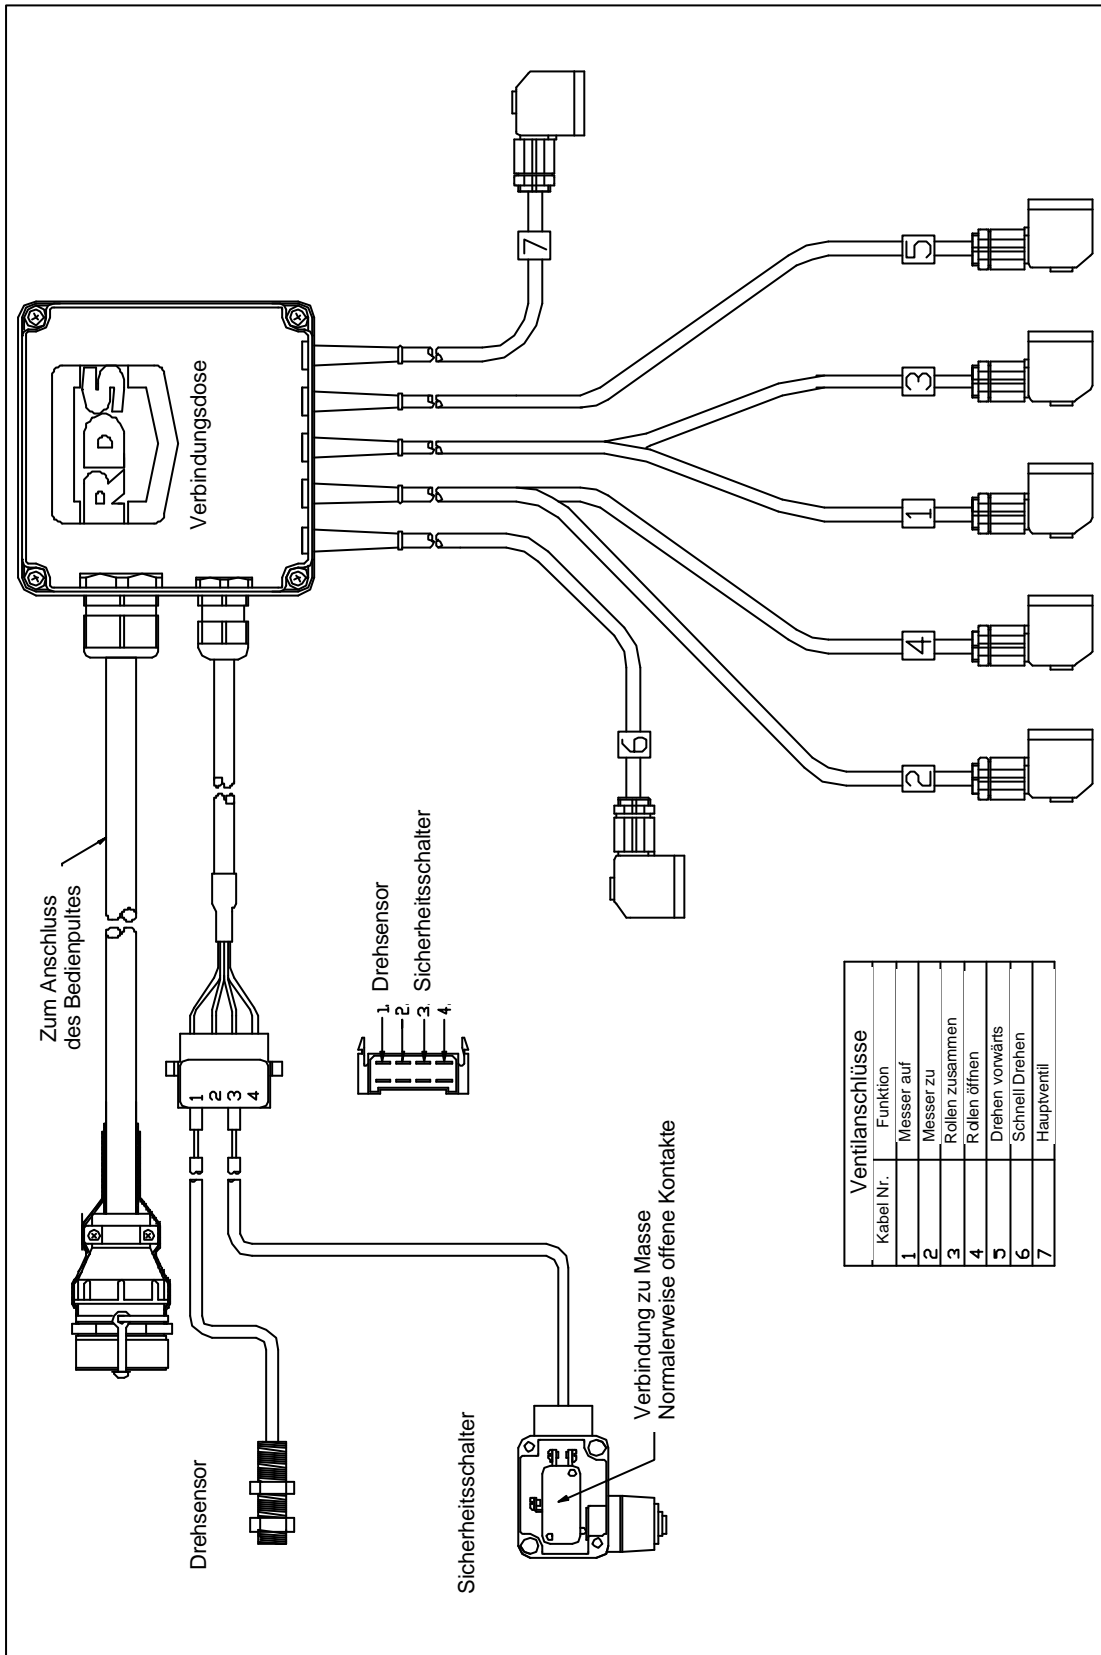 Zum Anschluss
des Bedienpultes
RDS
Verbindungsdose
Drehsensor
1
2
3
4
1. Drehsensor
2.
3. Sicherheitsschalter
4.
Sicherheitsschalter
Verbindung zu Masse
Normalerweise offene Kontakte
6
7
2
4
1
3
5
Ventilanschlüsse
Kabel Nr. Funktion
1 Messer auf
2 Messer zu
3 Rollen zusammen
4 Rollen öffnen
5 Drehen vorwärts
6 Schnell Drehen
7 Hauptventil